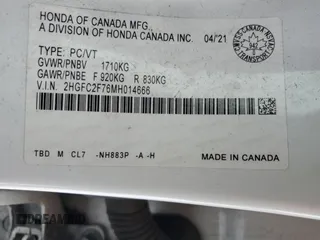 HONDA OF CANADA MFG.
A DIVISION OF HONDA CANADA INC. 04/21
TYPE: PC/VT
GVWR/PNBV 1710KG
GAWR/PNBE F 920KG R 830KG
V.I.N. 2HGFC2F76MH014666
TBD M CL7 -NH883P -A -H
MADE IN CANADA